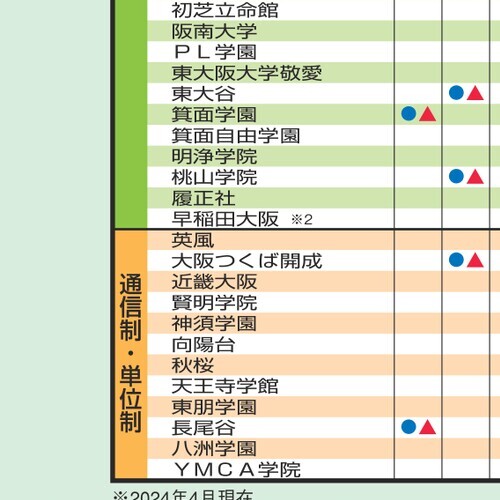 初芝立命館
阪南大学
ＰＬ学園
東大阪大学敬愛
東大谷
箕面学園
箕面自由学園
明浄学院
桃山学院
履正社
早稲田大阪 ※2
通信制・単位制
英風
大阪つくば開成
近畿大阪
賢明学院
神須学園
向陽台
秋桜
天王寺学館
東朋学園
長尾谷
八洲学園
ＹＭＣＡ学院
※2024年4月現在